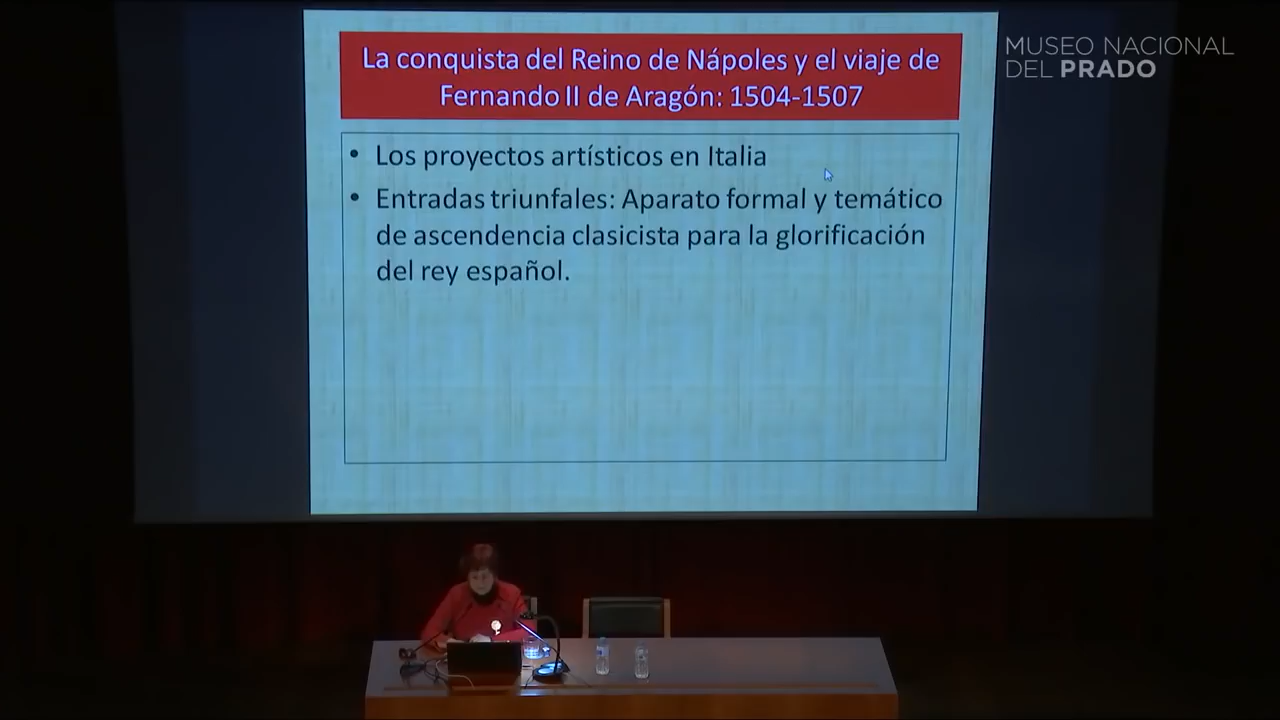 MUSEO NACIONAL
DEL PRADO
La conquista del Reino de Nápoles y el viaje de
Fernando II de Aragón: 1504-1507
• Los proyectos artísticos en Italia
• Entradas triunfales: Aparato formal y temático
de ascendencia clasicista para la glorificación
del rey español.